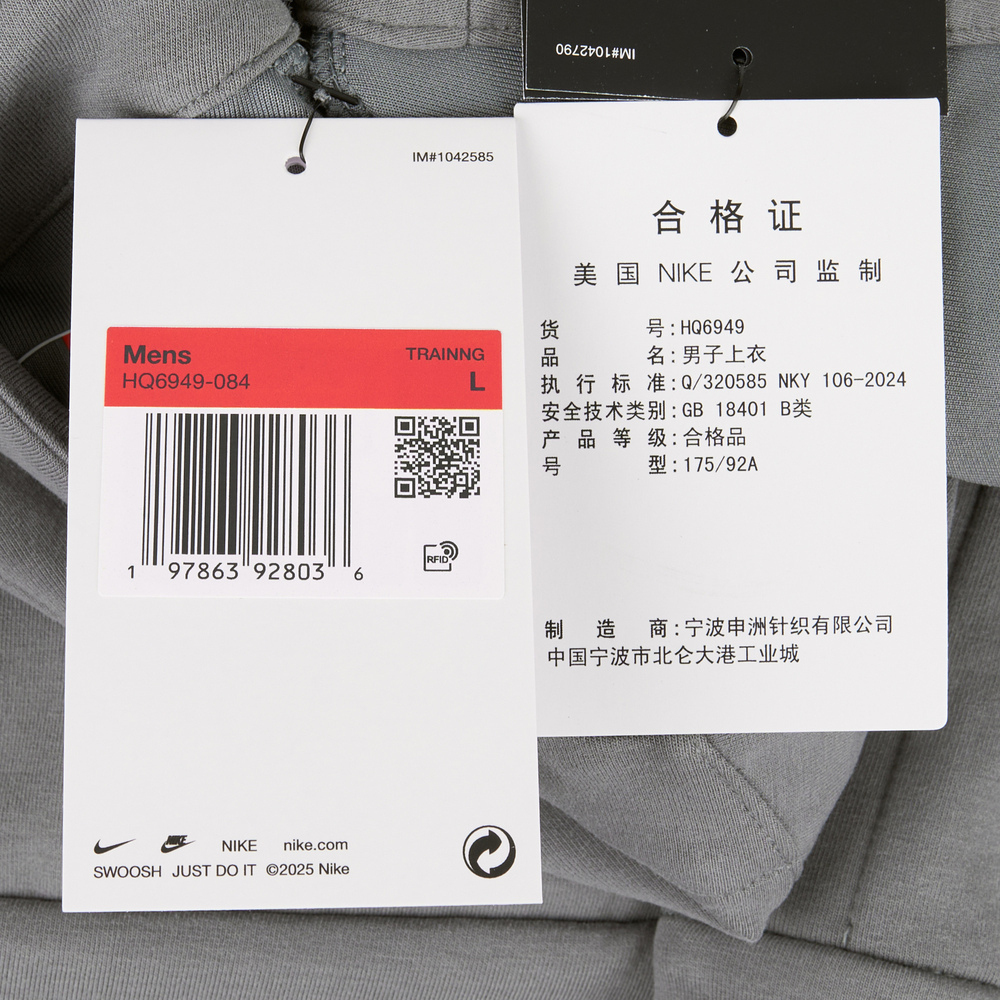 IM#1042790
IM#1042585
Mens
TRAINNG
HQ6949-084
L
1 97863 92803 6
RFID
NIKE nike.com
SWOOSH JUST DO IT ©2025 Nike
合格证
美国NIKE公司监制
货号:HQ6949
品名:男子上衣
执行标准:Q/320585 NKY 106-2024
安全技术类别:GB 18401 B类
产品等级:合格品
号型:175/92A
制造商:宁波申洲针织有限公司
中国宁波市北仑大港工业城